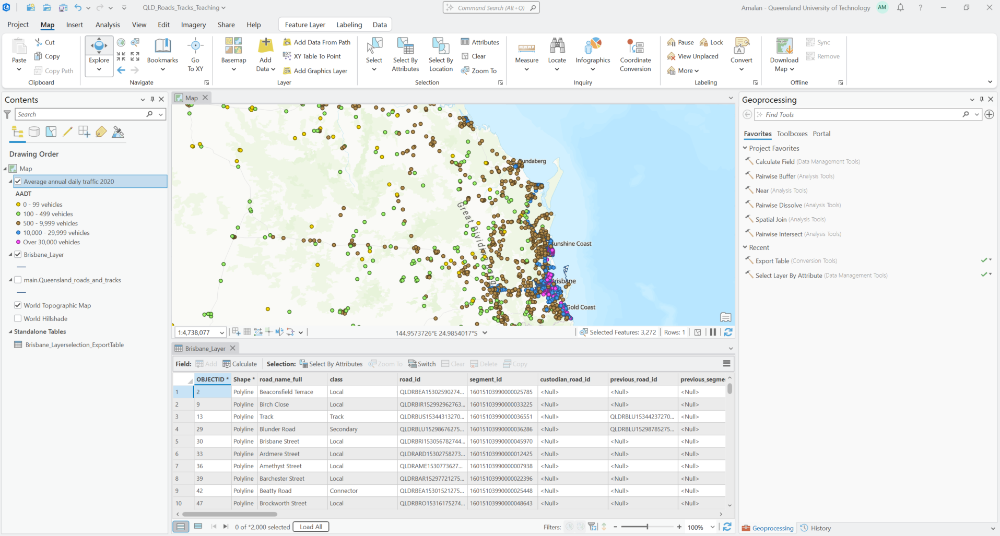 QLD_Roads_Tracks_Teaching
Command Search (Alt+Q)
Amalan - Queensland University of Technology
AM
Project
Map
Insert
Analysis
View
Edit
Imagery
Share
Help
Feature Layer
Labeling
Data
Paste
Cut
Copy
Copy Path
Clipboard
Explore
Bookmarks
Go To XY
Navigate
Basemap
Add Data
Add Data From Path
XY Table To Point
Add Graphics Layer
Layer
Select
Select By Attributes
Select By Location
Attributes
Clear
Zoom To
Selection
Measure
Locate
Infographics
Coordinate Conversion
Inquiry
Pause
Lock
View Unplaced
More
Convert
Labeling
Download Map
Sync
Remove
Offline
Contents
Search
Drawing Order
Map
Average annual daily traffic 2020
AADT
0 - 99 vehicles
100 - 499 vehicles
500 - 9,999 vehicles
10,000 - 29,999 vehicles
Over 30,000 vehicles
Brisbane_Layer
main.Queensland_roads_and_tracks
World Topographic Map
World Hillshade
Standalone Tables
Brisbane_Layerselection_ExportTable
Map
undaberg
Great Dividin
unshine Coast
risbane
Gold Coast
1:4,738,077
144.9573726°E 24.9854017°S
Selected Features: 3,272
Rows: 1
Brisbane_Layer
Field: Add Calculate Selection: Select By Attributes Zoom To Switch Clear Delete Copy
OBJECTID * Shape * road_name_full class road_id segment_id custodian_road_id previous_road_id previous_segme
1 2 Polyline Beaconsfield Terrace Local QLDRBEA15302590274... 16015103990000025785 <Null> <Null> <Null>
2 9 Polyline Birch Close Local QLDRBIR152992962763... 16015103990000033225 <Null> <Null> <Null>
3 13 Polyline Track Track QLDRBUS15344313270... 16015103990000036551 <Null> QLDRBLU15344237270... <Null>
4 29 Polyline Blunder Road Secondary QLDRBLU15298676275... 16015103990000036286 <Null> QLDRBLU15298785275... <Null>
5 30 Polyline Brisbane Street Local QLDRBRI153056782744... 16015103990000045970 <Null> <Null> <Null>
6 33 Polyline Ardmere Street Local QLDRARD15302758273... 16015103990000012425 <Null> <Null> <Null>
7 36 Polyline Amethyst Street Local QLDRAME1530773627... 16015103990000007938 <Null> <Null> <Null>
8 39 Polyline Barchester Street Local QLDRBAR15297721275... 16015103990000022396 <Null> <Null> <Null>
9 42 Polyline Beatty Road Connector QLDRBEA15301521275... 16015103990000025448 <Null> <Null> <Null>
10 47 Polyline Brockworth Street Local QLDRBRO15316175274... 16015103990000048643 <Null> <Null> <Null>
0 of *2,000 selected
Load All
Filters:
100%
Geoprocessing
Find Tools
Favorites
Toolboxes
Portal
Project Favorites
Calculate Field (Data Management Tools)
Pairwise Buffer (Analysis Tools)
Near (Analysis Tools)
Pairwise Dissolve (Analysis Tools)
Spatial Join (Analysis Tools)
Pairwise Intersect (Analysis Tools)
Recent
Export Table (Conversion Tools)
Select Layer By Attribute (Data Management Tools)
Geoprocessing
History